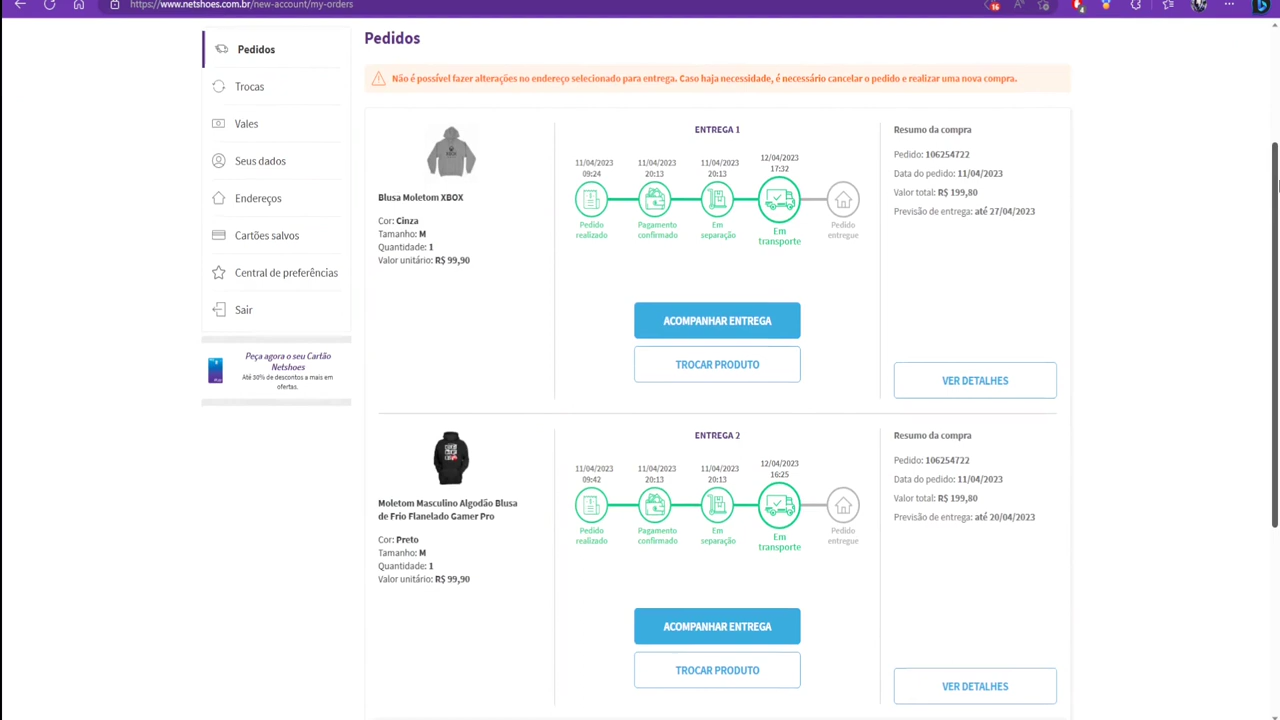 https://www.netshoes.com.br/new-account/my-orders
16
4
Pedidos
Trocas
Vales
Seus dados
Endereços
Cartões salvos
Central de preferências
Sair
Peça agora o seu Cartão
Netshoes
Até 30% de descontos a mais em
ofertas.
Pedidos
Não é possível fazer alterações no endereço selecionado para entrega. Caso haja necessidade, é necessário cancelar o pedido e realizar uma nova compra.
Blusa Moletom XBOX
Cor: Cinza
Tamanho: M
Quantidade: 1
Valor unitário: R$ 99,90
ENTREGA 1
11/04/2023
09:24
11/04/2023
20:13
11/04/2023
20:13
12/04/2023
17:32
Pedido
realizado
Pagamento
confirmado
Em
separação
Em
transporte
Pedido
entregue
ACOMPANHAR ENTREGA
TROCAR PRODUTO
Resumo da compra
Pedido: 106254722
Data do pedido: 11/04/2023
Valor total: R$ 199,80
Previsão de entrega: até 27/04/2023
VER DETALHES
Moletom Masculino Algodão Blusa
de Frio Flanelado Gamer Pro
Cor: Preto
Tamanho: M
Quantidade: 1
Valor unitário: R$ 99,90
ENTREGA 2
11/04/2023
09:42
11/04/2023
20:13
11/04/2023
20:13
12/04/2023
16:25
Pedido
realizado
Pagamento
confirmado
Em
separação
Em
transporte
Pedido
entregue
ACOMPANHAR ENTREGA
TROCAR PRODUTO
Resumo da compra
Pedido: 106254722
Data do pedido: 11/04/2023
Valor total: R$ 199,80
Previsão de entrega: até 20/04/2023
VER DETALHES